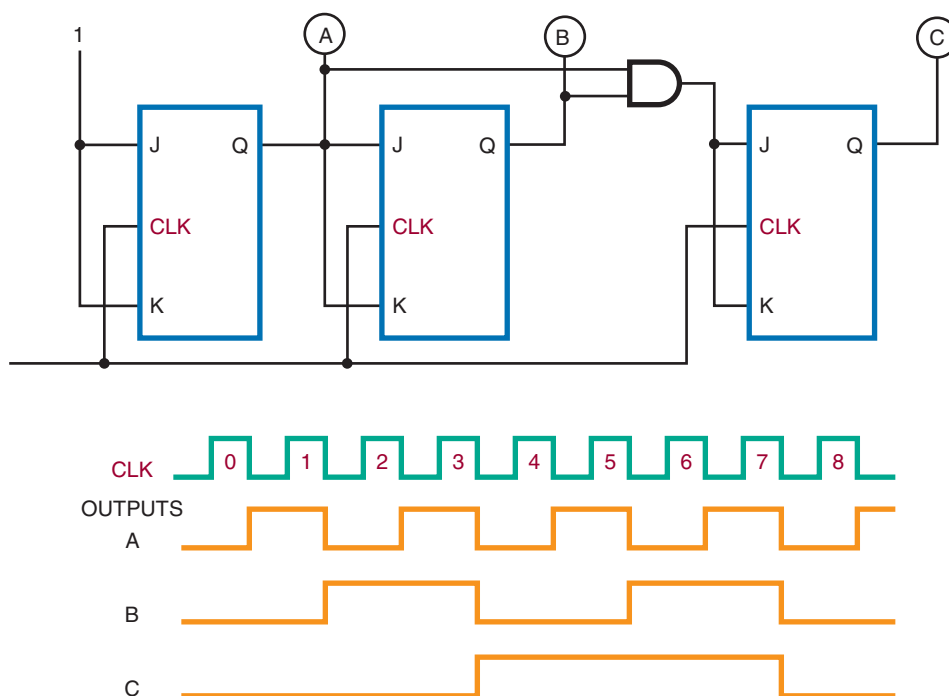 1 A B C
J Q J Q J Q
CLK CLK CLK
K K K
CLK 0 1 2 3 4 5 6 7 8
OUTPUTS
A
B
C